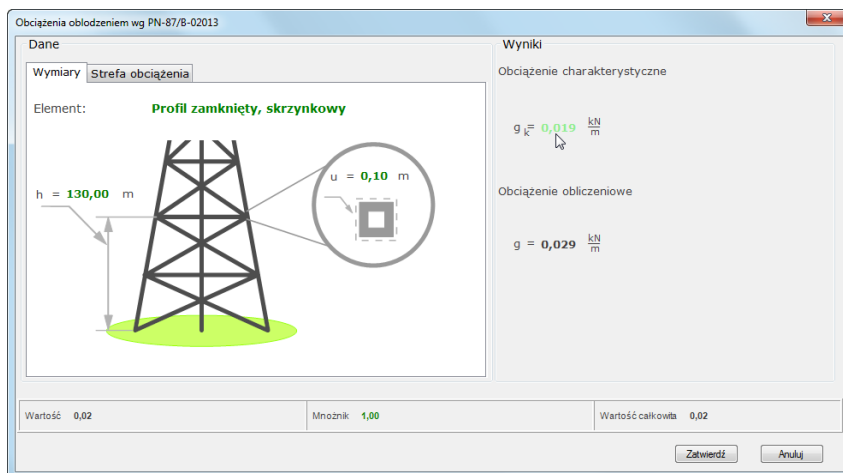 Obciążenia oblodzeniem wg PN-87/B-02013
Dane
Wymiary Strefa obciążenia
Element: Profil zamknięty, skrzynkowy
u = 0,10 m
h = 130,00 m
Wyniki
Obciążenie charakterystyczne
g k = 0,019 kN/m
Obciążenie obliczeniowe
g = 0,029 kN/m
Wartość 0,02 Mnożnik 1,00 Wartość całkowita 0,02
Zatwierdź Anuluj